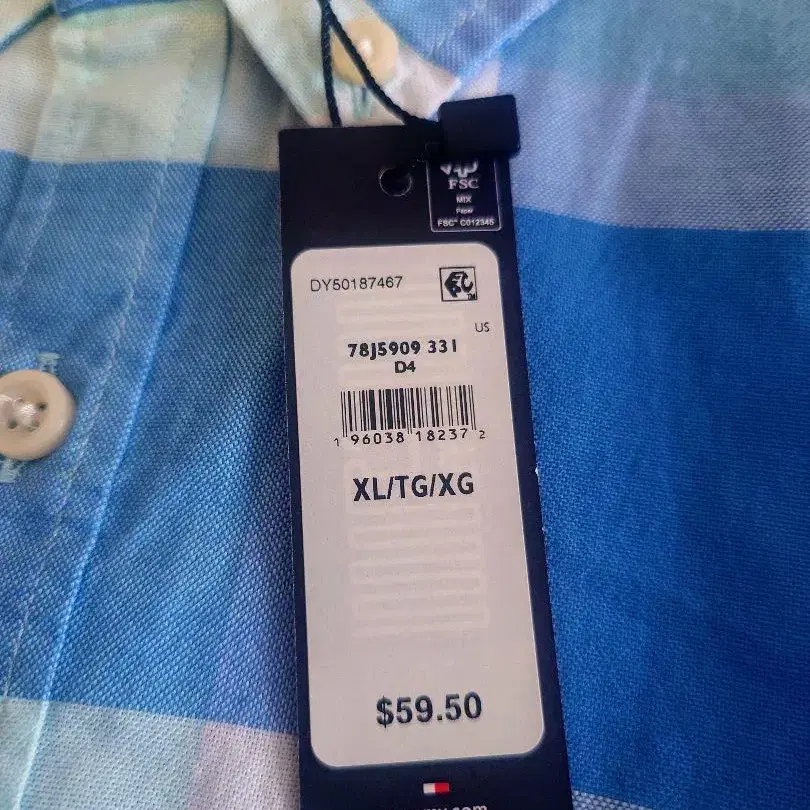 FSC
MIX
FSC® C012345
DY50187467
US
78J5909 331
D4
1 96038 18237 2
XL/TG/XG
$59.50